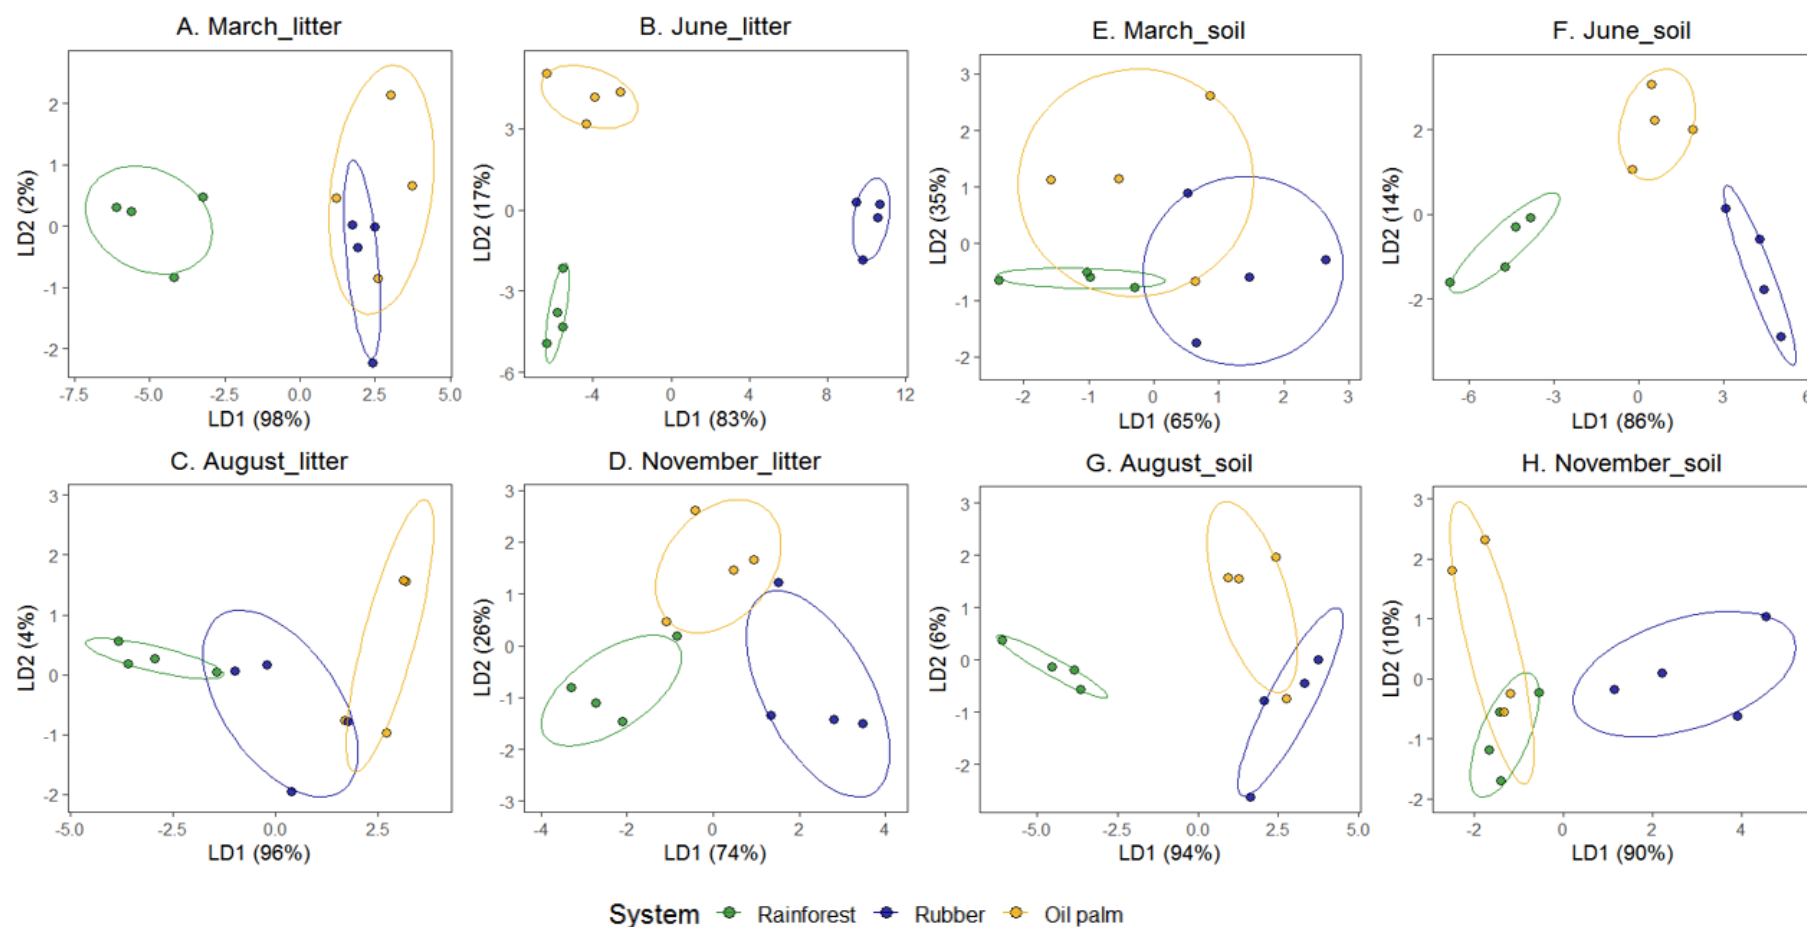 A. March_litter
B. June_litter
E. March_soil
F. June_soil
LD2 (2%)
2
1
0
-1
-2
-7.5 -5.0 -2.5 0.0 2.5 5.0
LD1 (98%)
LD2 (17%)
3
0
-3
-6
-4 0 4 8 12
LD1 (83%)
LD2 (35%)
3
2
1
0
-1
-2
-2 -1 0 1 2 3
LD1 (65%)
LD2 (14%)
2
0
-2
-6 -3 0 3 6
LD1 (86%)
C. August_litter
D. November_litter
G. August_soil
H. November_soil
LD2 (4%)
3
2
1
0
-1
-2
-5.0 -2.5 0.0 2.5
LD1 (96%)
LD2 (26%)
3
2
1
0
-1
-2
-3
-4 -2 0 2 4
LD1 (74%)
LD2 (6%)
3
2
1
0
-1
-2
-5.0 -2.5 0.0 2.5 5.0
LD1 (94%)
LD2 (10%)
3
2
1
0
-1
-2
-2 0 2 4
LD1 (90%)
System Rainforest Rubber Oil palm